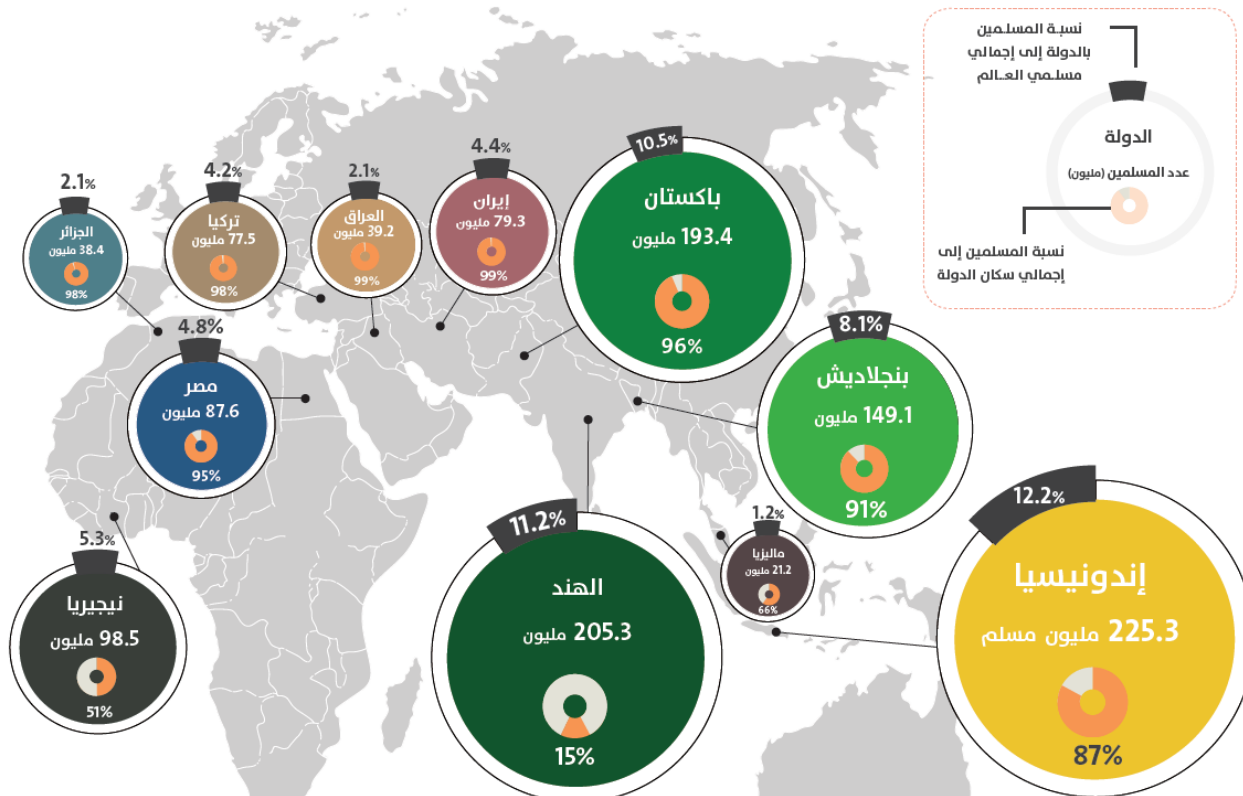 نسبة المسلمين
بالدولة إلى إجمالي
مسلمي العالم
الدولة
عدد المسلمين (مليون)
نسبة المسلمين إلى
إجمالي سكان الدولة
2.1%
الجزائر
38.4 مليون
98%
4.2%
تركيا
77.5 مليون
98%
2.1%
العراق
39.2 مليون
99%
4.4%
إيران
79.3 مليون
99%
10.5%
باكستان
193.4 مليون
96%
4.8%
مصر
87.6 مليون
95%
8.1%
بنجلاديش
149.1 مليون
91%
5.3%
نيجيريا
98.5 مليون
51%
11.2%
الهند
205.3 مليون
15%
1.2%
ماليزيا
21.2 مليون
66%
12.2%
إندونيسيا
225.3 مليون مسلم
87%